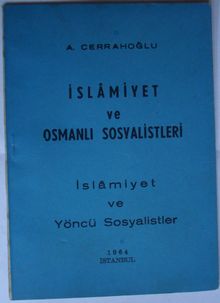 A. CERRAHOĞLU
İSLÂMİYET
ve
OSMANLI SOSYALİSTLERİ
İslâmiyet
ve
Yöncü Sosyalistler
1964
İSTANBUL